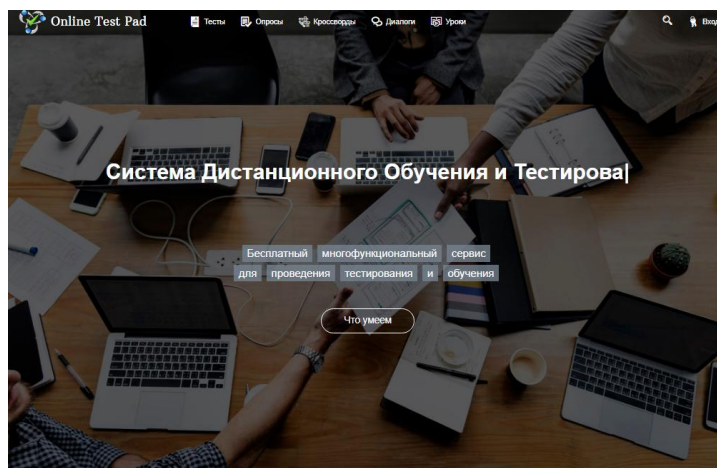 Online Test Pad Тесты Опросы Кроссворды Диалоги Уроки Вход
Система Дистанционного Обучения и Тестирова|
Бесплатный многофункциональный сервис
для проведения тестирования и обучения
Что умеем